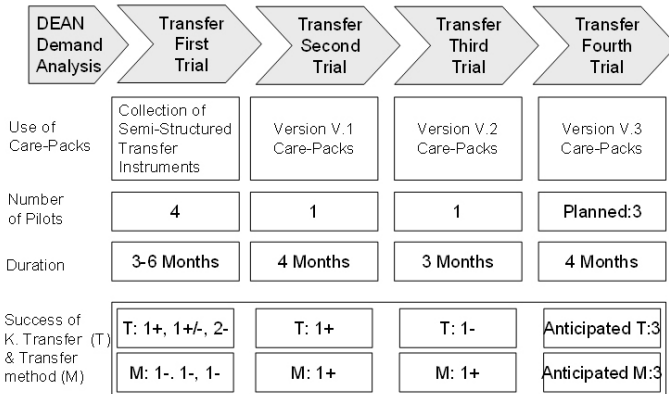 DEAN
Demand
Analysis
Transfer
First
Trial
Transfer
Second
Trial
Transfer
Third
Trial
Transfer
Fourth
Trial
Use of
Care-Packs
Collection of
Semi-Structured
Transfer
Instruments
Version V.1
Care-Packs
Version V.2
Care-Packs
Version V.3
Care-Packs
Number
of Pilots
4
1
1
Planned:3
Duration
3-6 Months
4 Months
3 Months
4 Months
Success of
K. Transfer (T)
& Transfer
method (M)
T: 1+, 1+/-, 2-
T: 1+
T: 1-
Anticipated T:3
M: 1-. 1-, 1-
M: 1+
M: 1+
Anticipated M:3